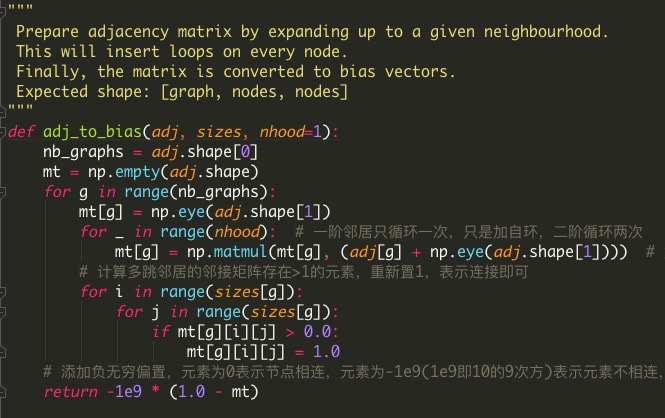 """
 Prepare adjacency matrix by expanding up to a given neighbourhood.
 This will insert loops on every node.
 Finally, the matrix is converted to bias vectors.
 Expected shape: [graph, nodes, nodes]
"""
def adj_to_bias(adj, sizes, nhood=1):
    nb_graphs = adj.shape[0]
    mt = np.empty(adj.shape)
    for g in range(nb_graphs):
        mt[g] = np.eye(adj.shape[1])
        for _ in range(nhood):  # 一阶邻居只循环一次，只是加自环，二阶循环两次
            mt[g] = np.matmul(mt[g], (adj[g] + np.eye(adj.shape[1])))  #
        # 计算多跳邻居的邻接矩阵存在>1的元素，重新置1，表示连接即可
        for i in range(sizes[g]):
            for j in range(sizes[g]):
                if mt[g][i][j] > 0.0:
                    mt[g][i][j] = 1.0
    # 添加负无穷偏置，元素为0表示节点相连，元素为-1e9(1e9即10的9次方)表示元素不相连，
    return -1e9 * (1.0 - mt)